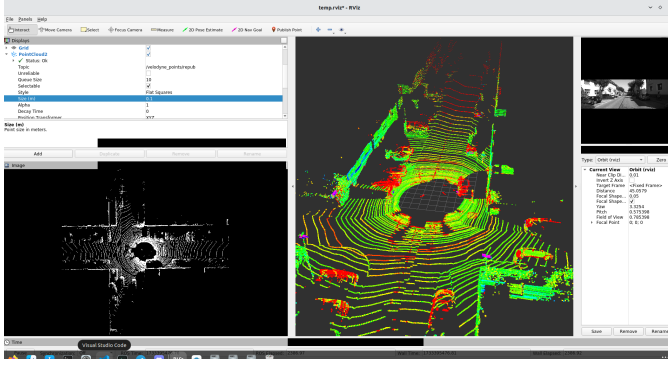 temp.rviz* - RViz
File Panels Help
Interact Move Camera Select Focus Camera Measure 2D Pose Estimate 2D Nav Goal Publish Point
Displays
Grid
PointCloud2
Status: Ok
Topic /velodyne_points/repub
Unreliable
Queue Size 10
Selectable
Style Flat Squares
Size (m) 0.1
Alpha 1
Decay Time 0
Position Transformer XYZ
Size (m)
Point size in meters.
Add Duplicate Remove Rename
Image
Type: Orbit (rviz) Zero
Current View Orbit (rviz)
Near Clip Di... 0.01
Invert Z Axis
Target Frame <Fixed Frame>
Distance 45.0579
Focal Shape... 0.05
Focal Shape...
Yaw 3.3254
Pitch 0.575398
Field of View 0.785398
Focal Point 0; 0; 0
Save Remove Rename
Time
Visual Studio Code